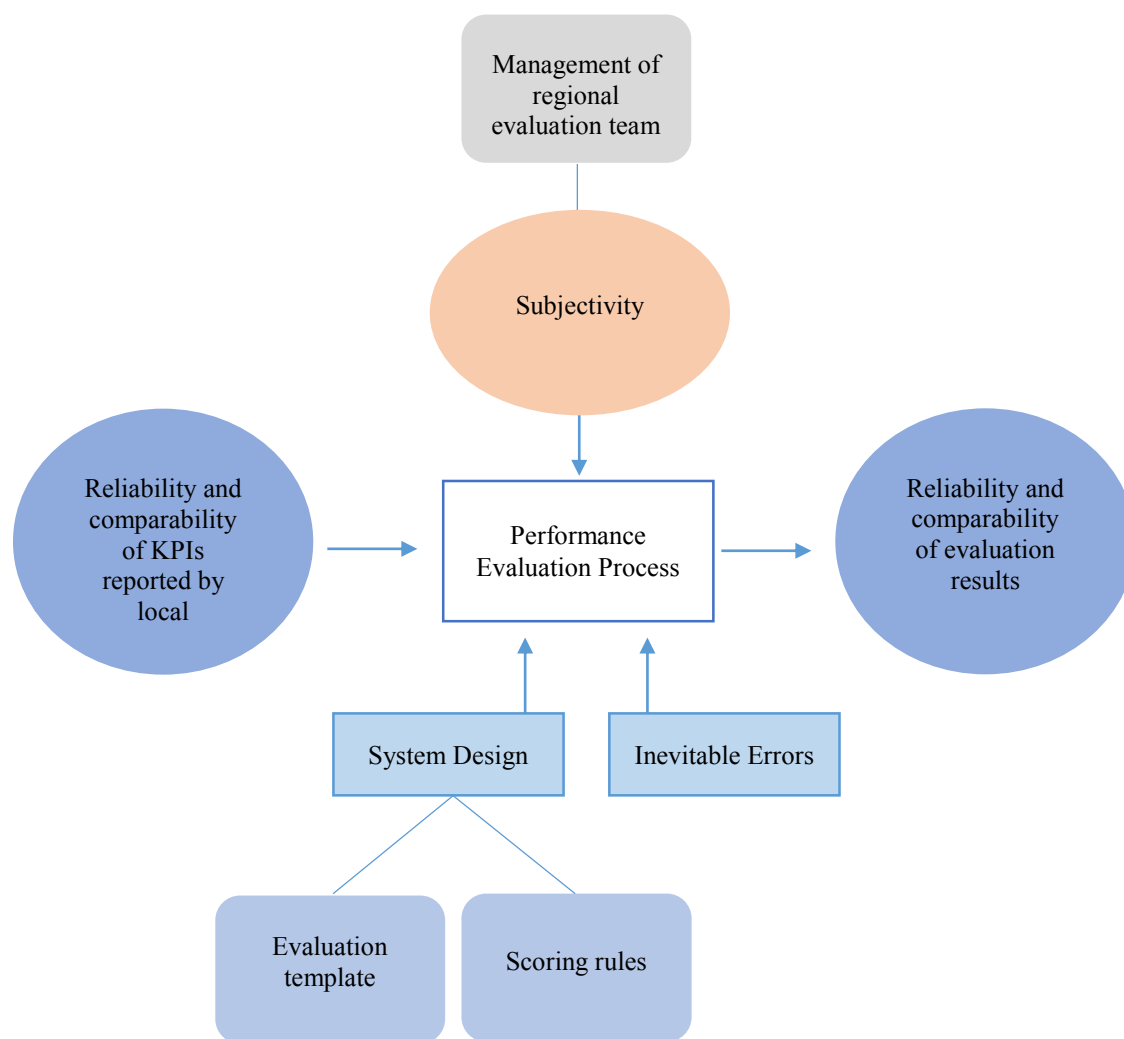 Management of
regional
evaluation team
Subjectivity
Reliability and
comparability
of KPIs
reported by
local
Performance
Evaluation Process
Reliability and
comparability
of evaluation
results
System Design
Inevitable Errors
Evaluation
template
Scoring rules